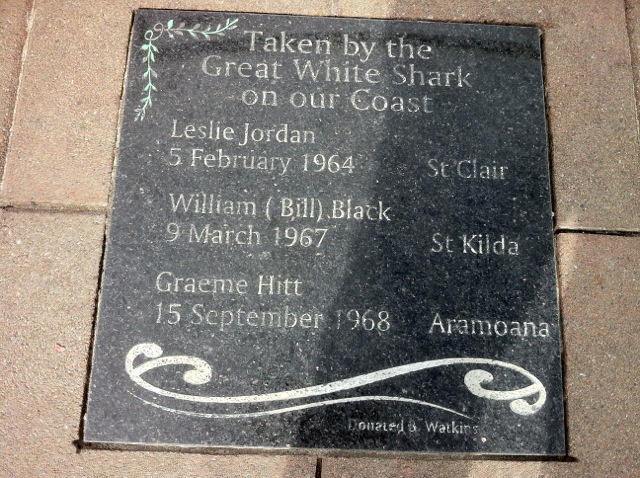 Taken by the
Great White Shark
on our Coast
Leslie Jordan
5 February 1964 St Clair
William ( Bill) Black
9 March 1967 St Kilda
Graeme Hitt
15 September 1968 Aramoana
Donated B. Watkins